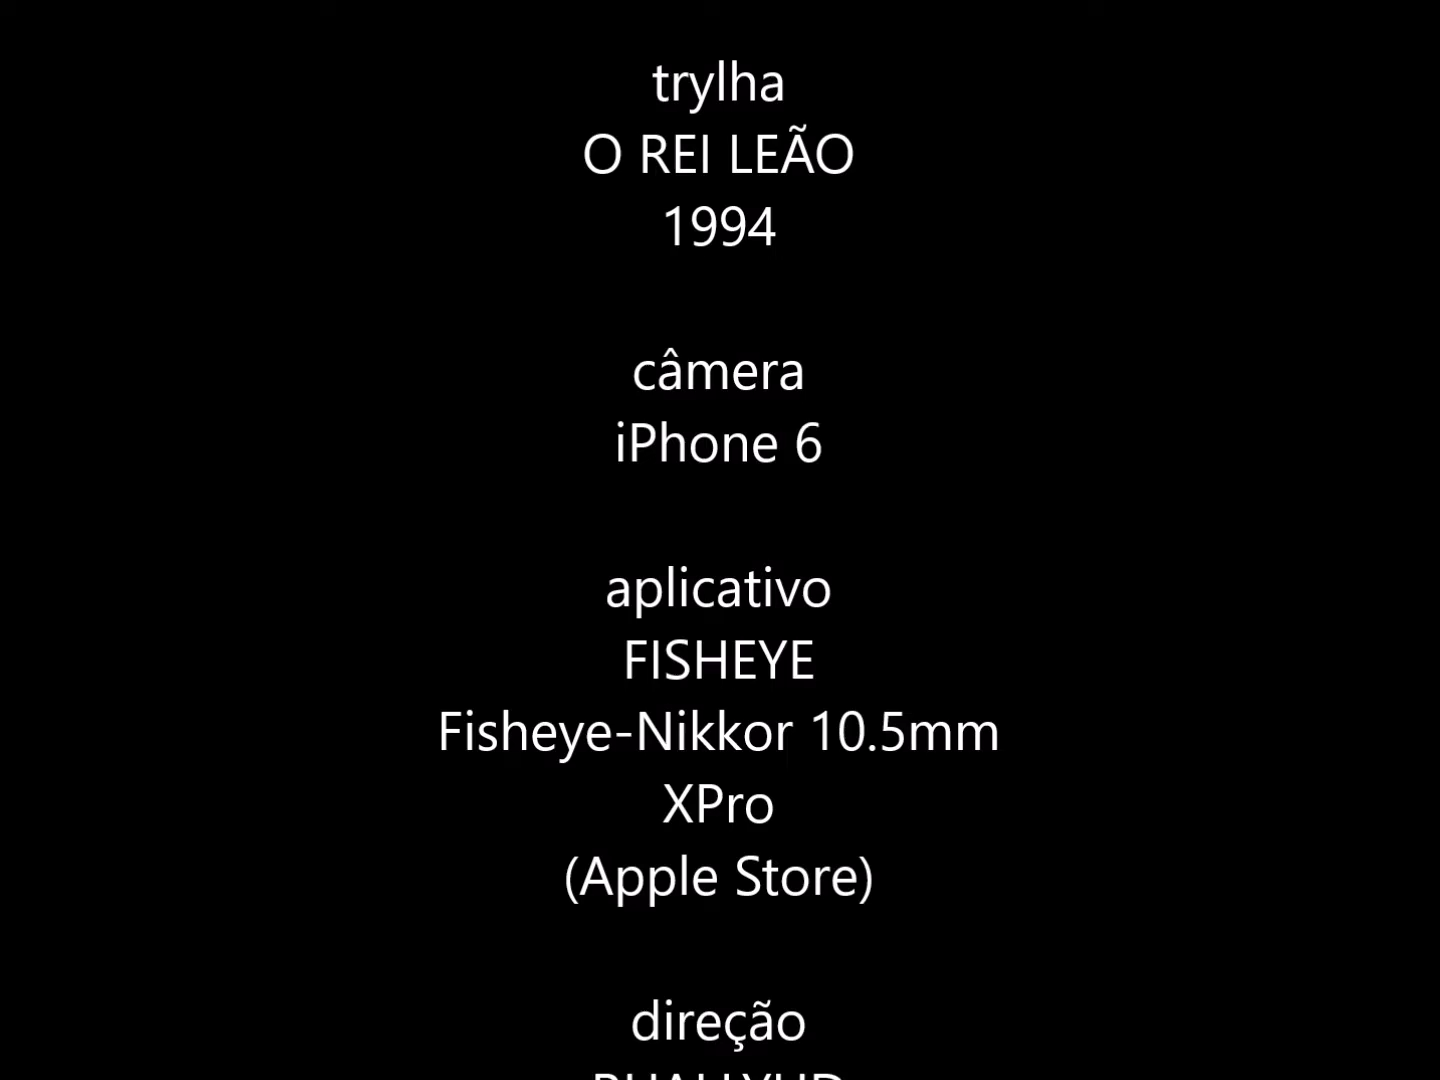 trylha
O REI LEÃO
1994
câmera
iPhone 6
aplicativo
FISHEYE
Fisheye-Nikkor 10.5mm
XPro
(Apple Store)
direção